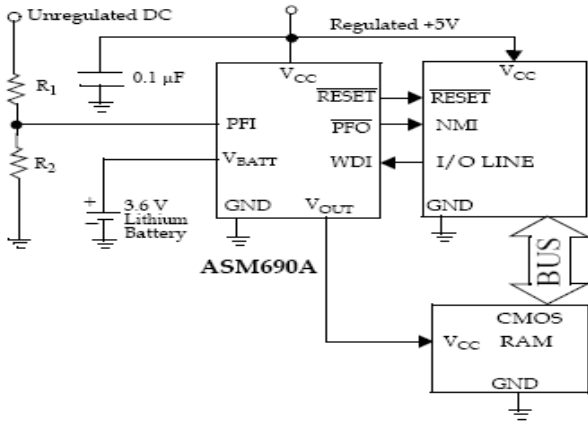 Unregulated DC
Regulated +5V
R1
0.1 µF
VCC
VCC
RESET
RESET
PFI
PFO
NMI
R2
VBATT
WDI
I/O LINE
3.6 V
Lithium
Battery
GND
VOUT
GND
ASM690A
BUS
CMOS
VCC
RAM
GND